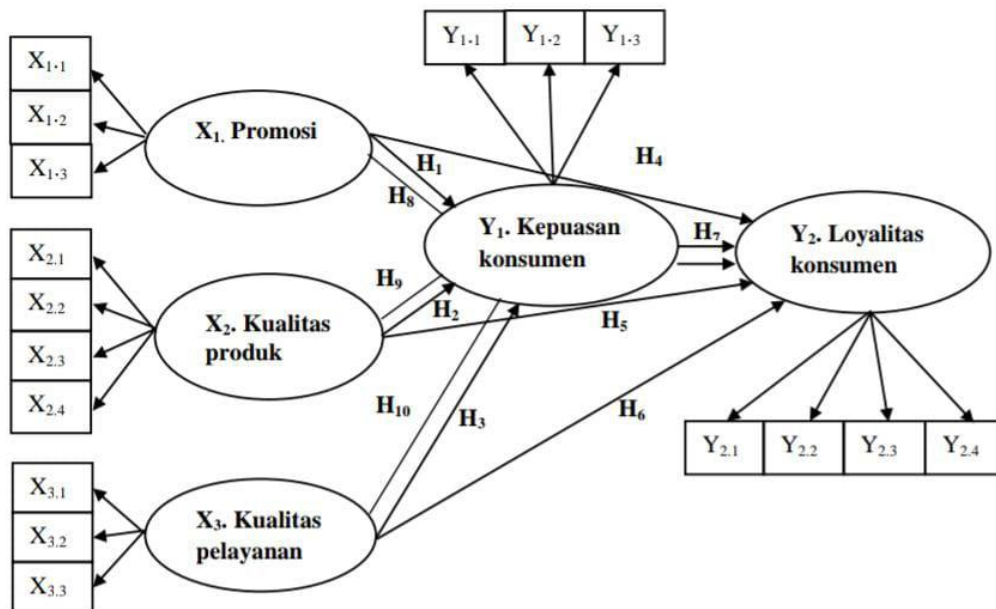 Y1.1 Y1.2 Y1.3
X1.1
X1.2
X1.3
X1. Promosi
H1
H8
H4
Y1. Kepuasan
konsumen
H7
Y2. Loyalitas
konsumen
X2.1
X2.2
X2.3
X2.4
X2. Kualitas
produk
H9
H2
H5
H10
H3
H6
Y2.1 Y2.2 Y2.3 Y2.4
X3.1
X3.2
X3.3
X3. Kualitas
pelayanan